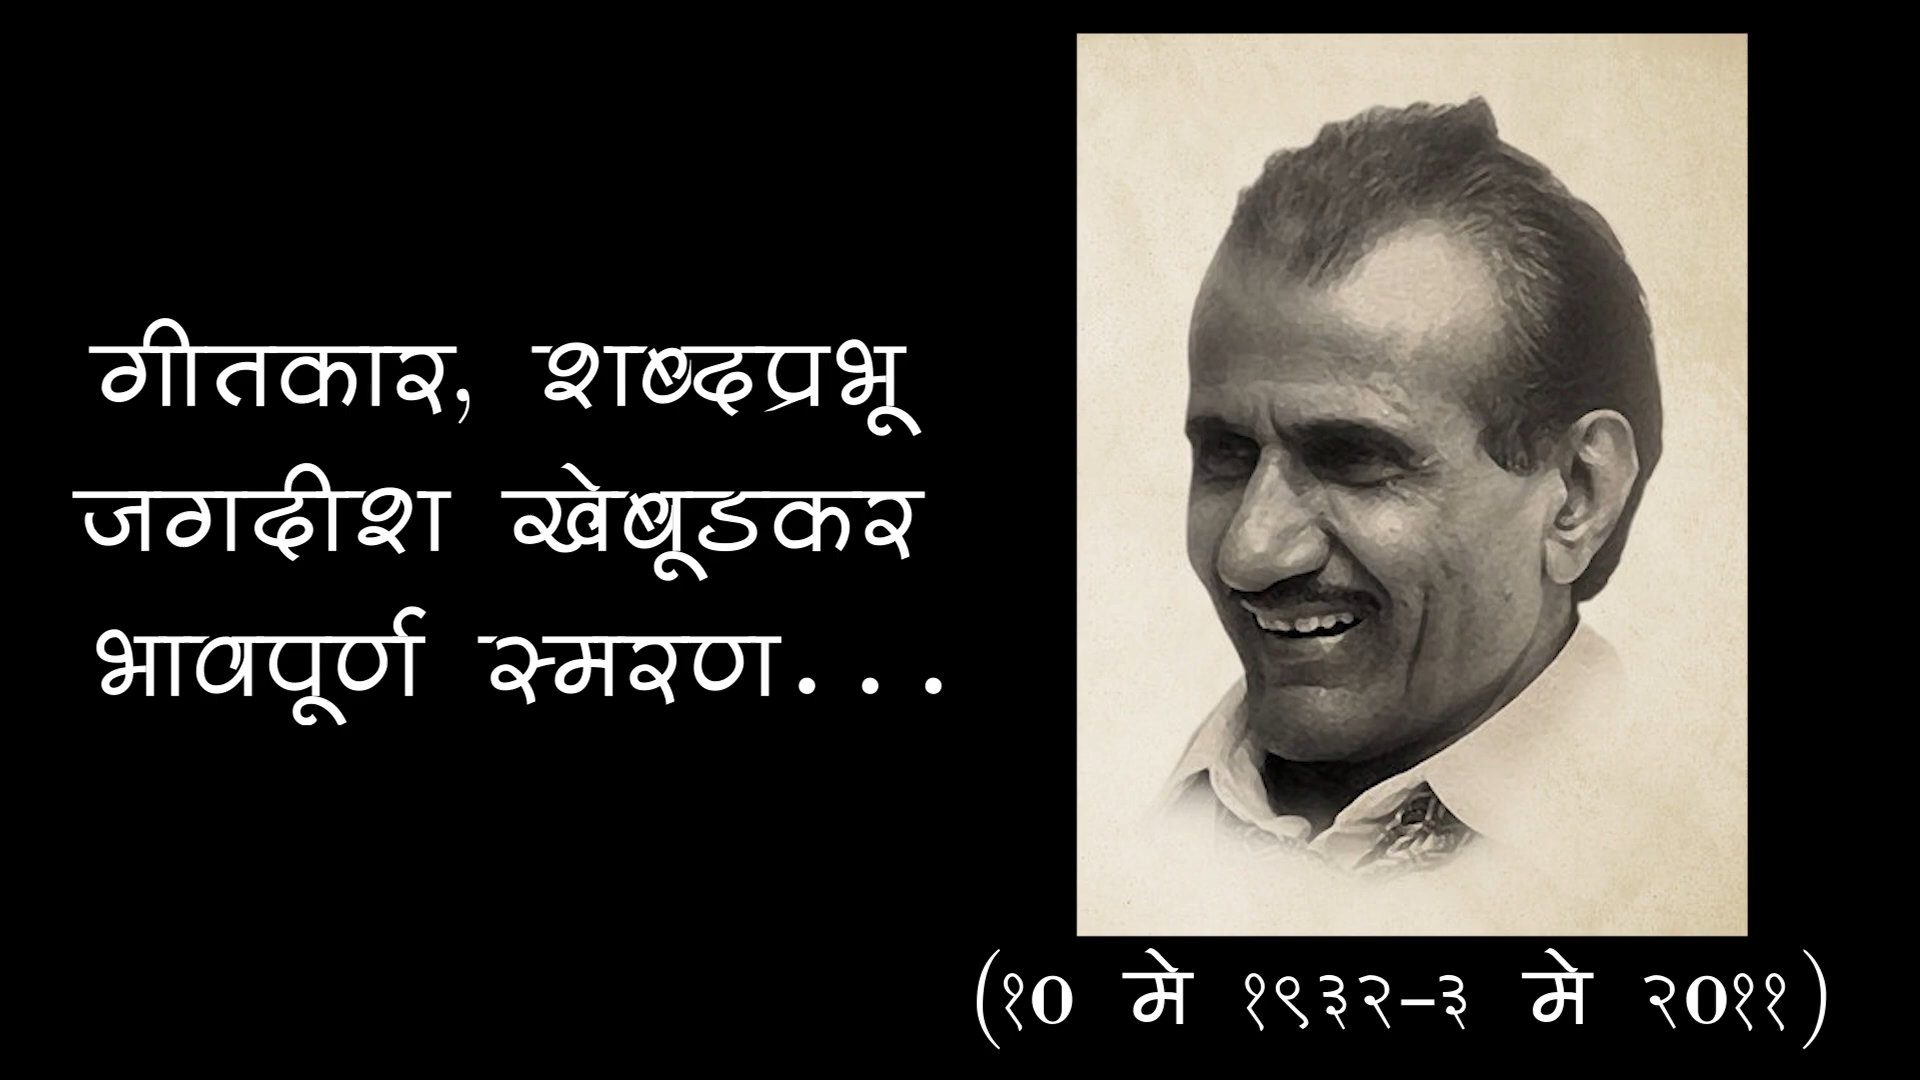 गीतकार, शब्दप्रभू
जगदीश खेबूडकर
भावपूर्ण स्मरण...
(१० मे १९३२-३ मे २०११)